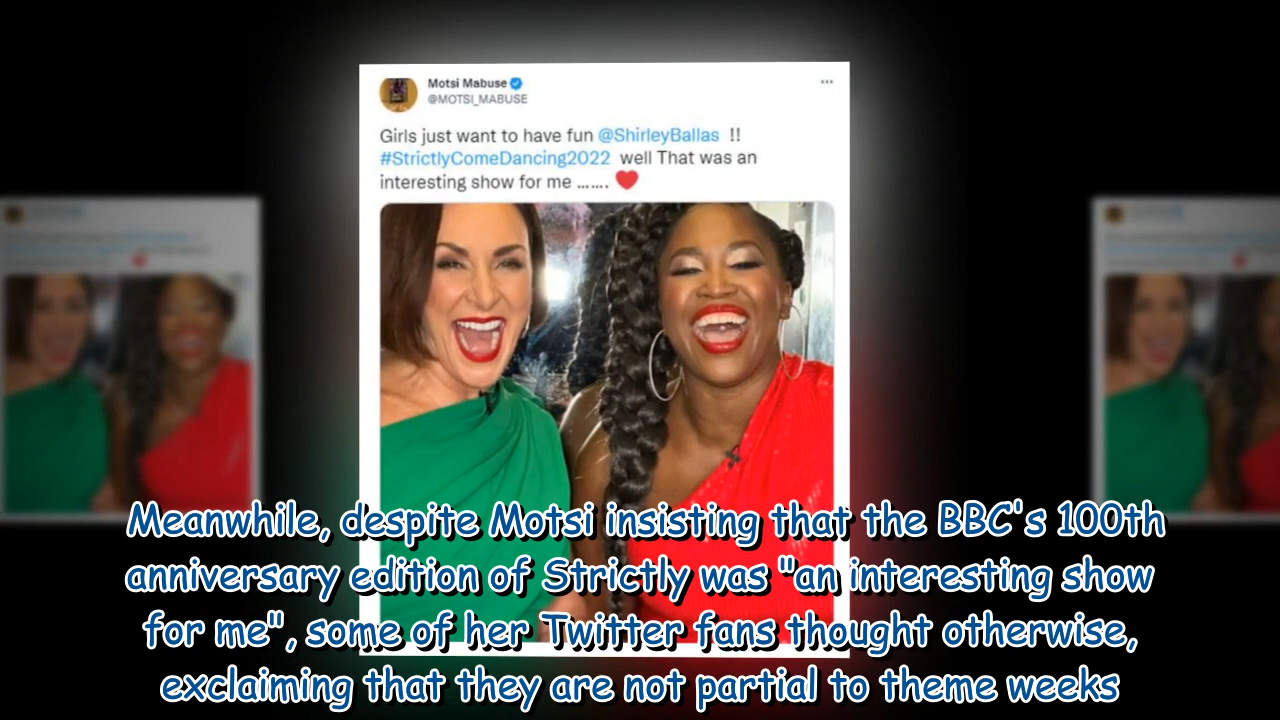 Motsi Mabuse
@MOTSI_MABUSE
Girls just want to have fun @ShirleyBallas !!
#StrictlyComeDancing2022 well That was an
interesting show for me ....... ❤
Meanwhile, despite Motsi insisting that the BBC's 100th
anniversary edition of Strictly was "an interesting show
for me", some of her Twitter fans thought otherwise,
exclaiming that they are not partial to theme weeks